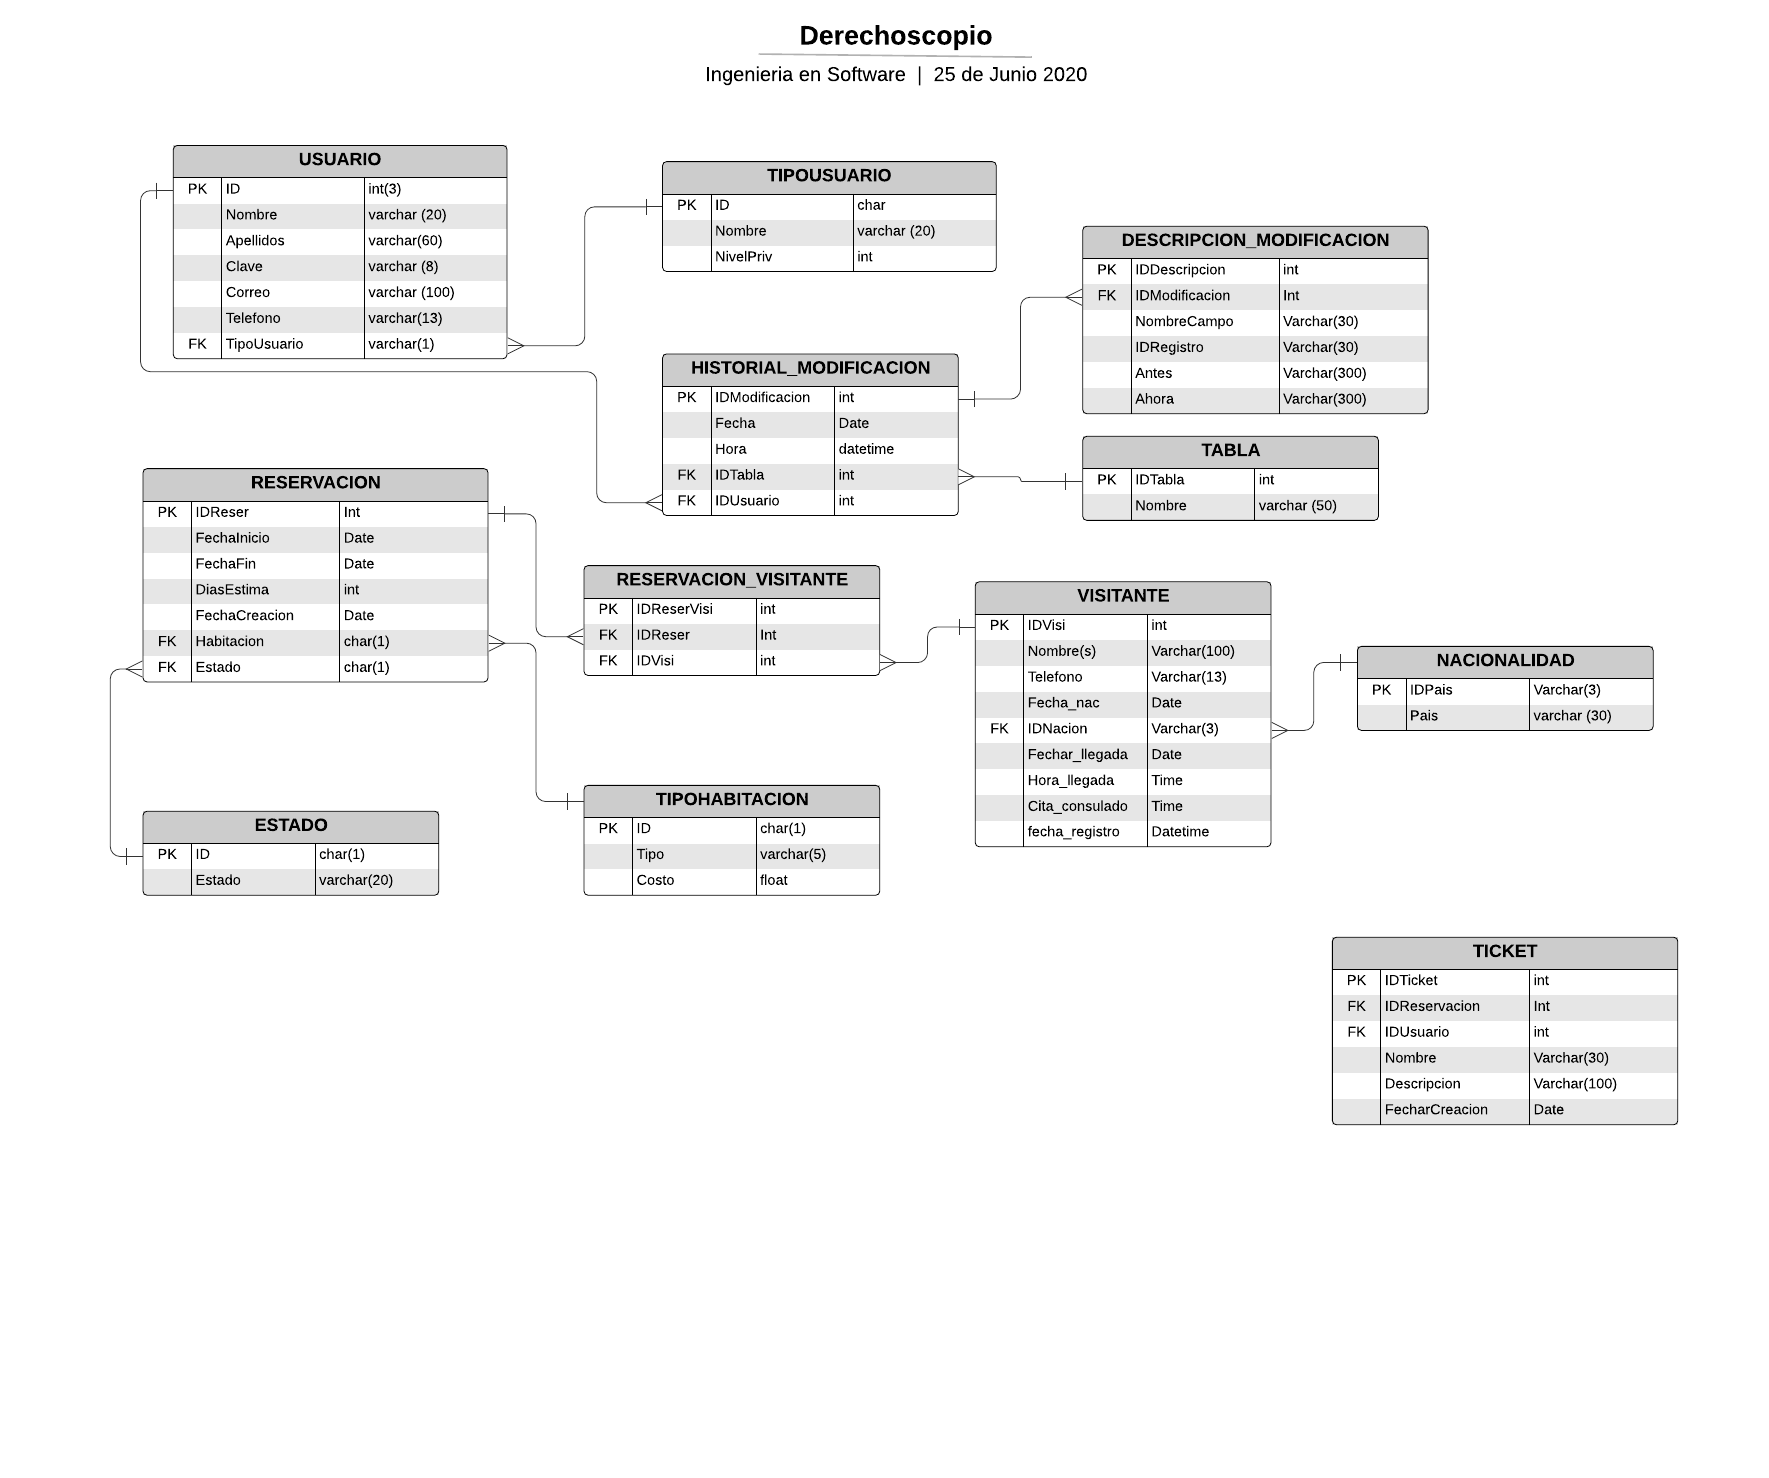 Derechoscopio
Ingenieria en Software | 25 de Junio 2020
USUARIO
PK ID int(3)
Nombre varchar (20)
Apellidos varchar(60)
Clave varchar (8)
Correo varchar (100)
Telefono varchar(13)
FK TipoUsuario varchar(1)
TIPOUSUARIO
PK ID char
Nombre varchar (20)
NivelPriv int
DESCRIPCION_MODIFICACION
PK IDDescripcion int
FK IDModificacion Int
NombreCampo Varchar(30)
IDRegistro Varchar(30)
Antes Varchar(300)
Ahora Varchar(300)
HISTORIAL_MODIFICACION
PK IDModificacion int
Fecha Date
Hora datetime
FK IDTabla int
FK IDUsuario int
TABLA
PK IDTabla int
Nombre varchar (50)
RESERVACION
PK IDReser Int
FechaInicio Date
FechaFin Date
DiasEstima int
FechaCreacion Date
FK Habitacion char(1)
FK Estado char(1)
RESERVACION_VISITANTE
PK IDReserVisi int
FK IDReser Int
FK IDVisi int
VISITANTE
PK IDVisi int
Nombre(s) Varchar(100)
Telefono Varchar(13)
Fecha_nac Date
FK IDNacion Varchar(3)
Fechar_llegada Date
Hora_llegada Time
Cita_consulado Time
fecha_registro Datetime
NACIONALIDAD
PK IDPais Varchar(3)
Pais varchar (30)
TIPOHABITACION
PK ID char(1)
Tipo varchar(5)
Costo float
ESTADO
PK ID char(1)
Estado varchar(20)
TICKET
PK IDTicket int
FK IDReservacion Int
FK IDUsuario int
Nombre Varchar(30)
Descripcion Varchar(100)
FecharCreacion Date